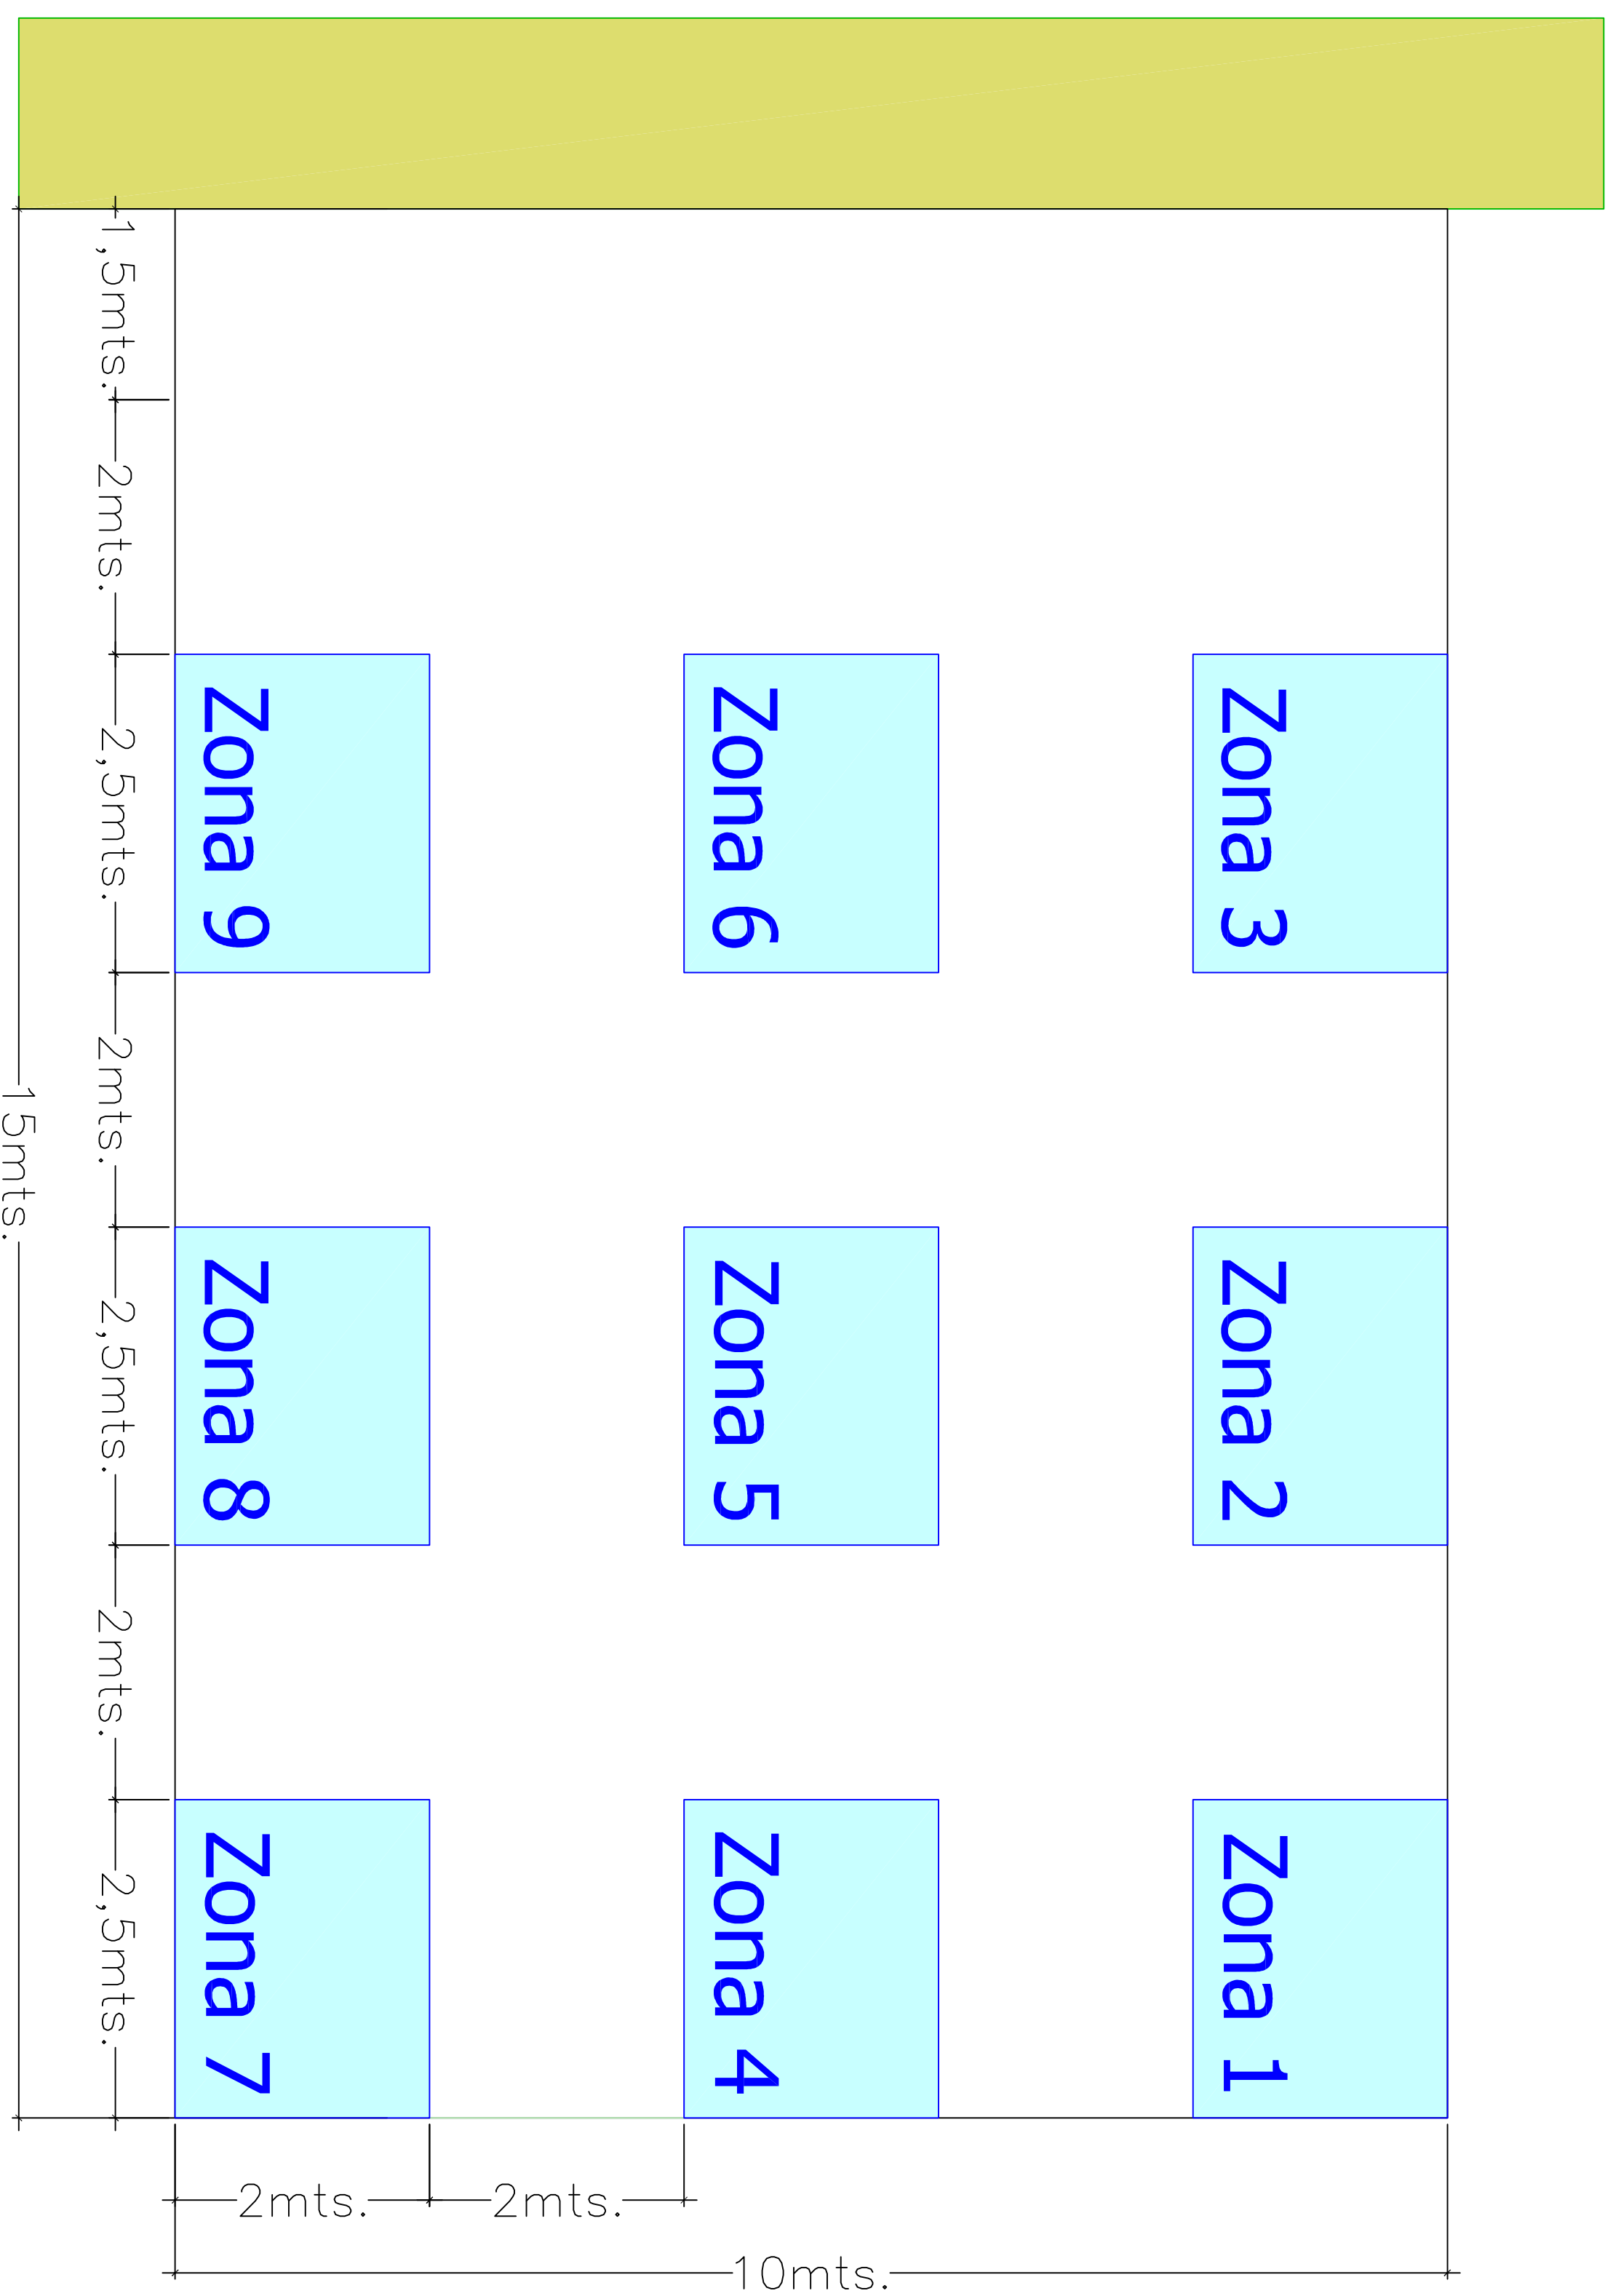 1,5mts.
2mts.
2,5mts.
2mts.
2,5mts.
2mts.
2,5mts.
15mts.
Zona 9
Zona 6
Zona 3
Zona 8
Zona 5
Zona 2
Zona 7
Zona 4
Zona 1
2mts.
2mts.
10mts.